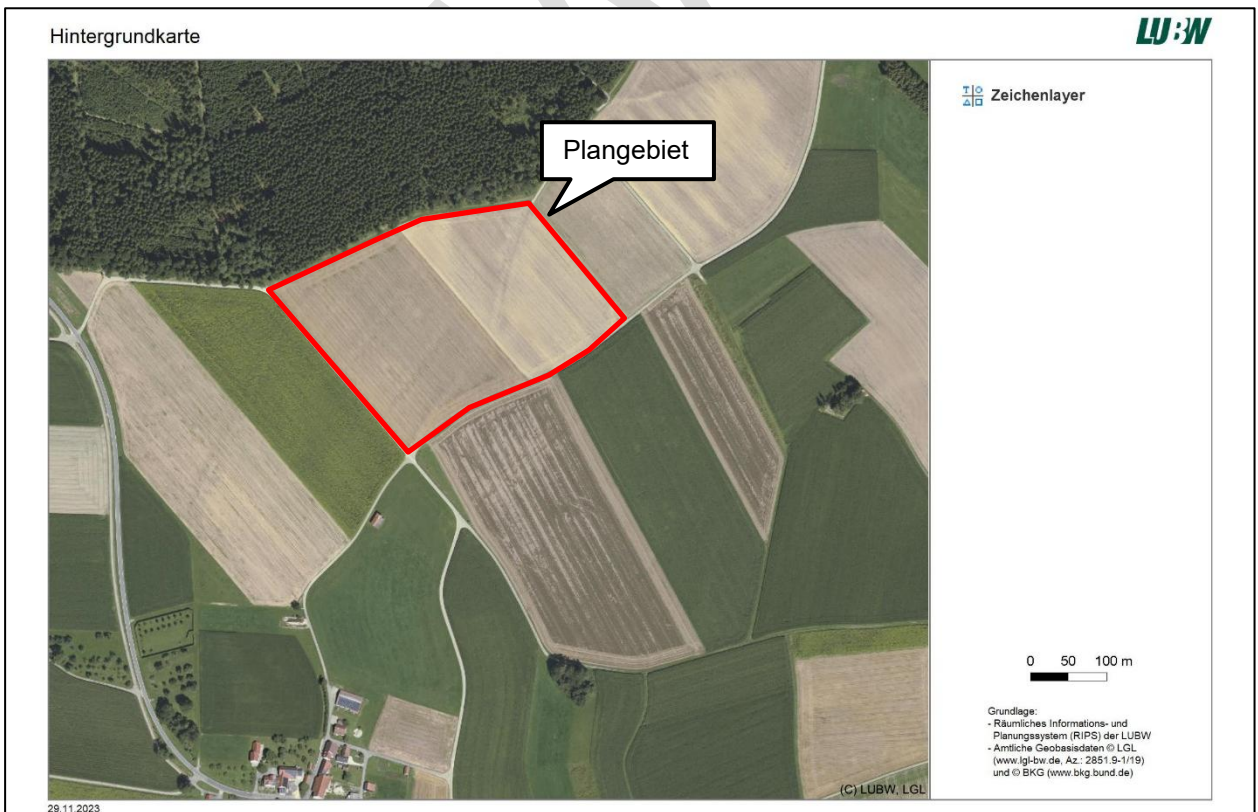 Hintergrundkarte
LUBW
Zeichenlayer
Plangebiet
0 50 100 m
Grundlage:
- Räumliches Informations- und
Planungssystem (RIPS) der LUBW
- Amtliche Geobasisdaten © LGL
(www.lgl-bw.de, Az.: 2851.9-1/19)
und © BKG (www.bkg.bund.de)
(C) LUBW, LGL
29.11.2023